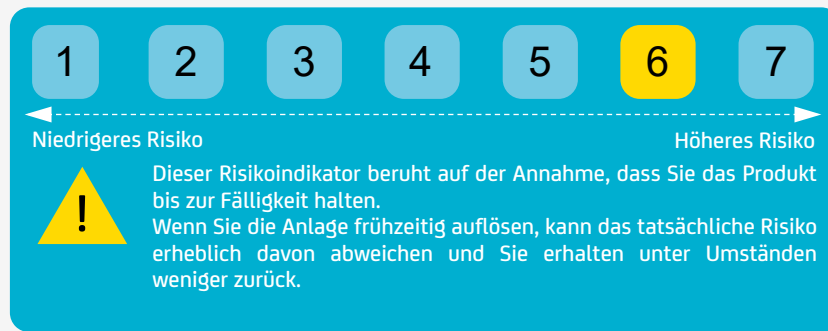 1 2 3 4 5 6 7
Niedrigeres Risiko Höheres Risiko
!
Dieser Risikoindikator beruht auf der Annahme, dass Sie das Produkt
bis zur Fälligkeit halten.
Wenn Sie die Anlage frühzeitig auflösen, kann das tatsächliche Risiko
erheblich davon abweichen und Sie erhalten unter Umständen
weniger zurück.